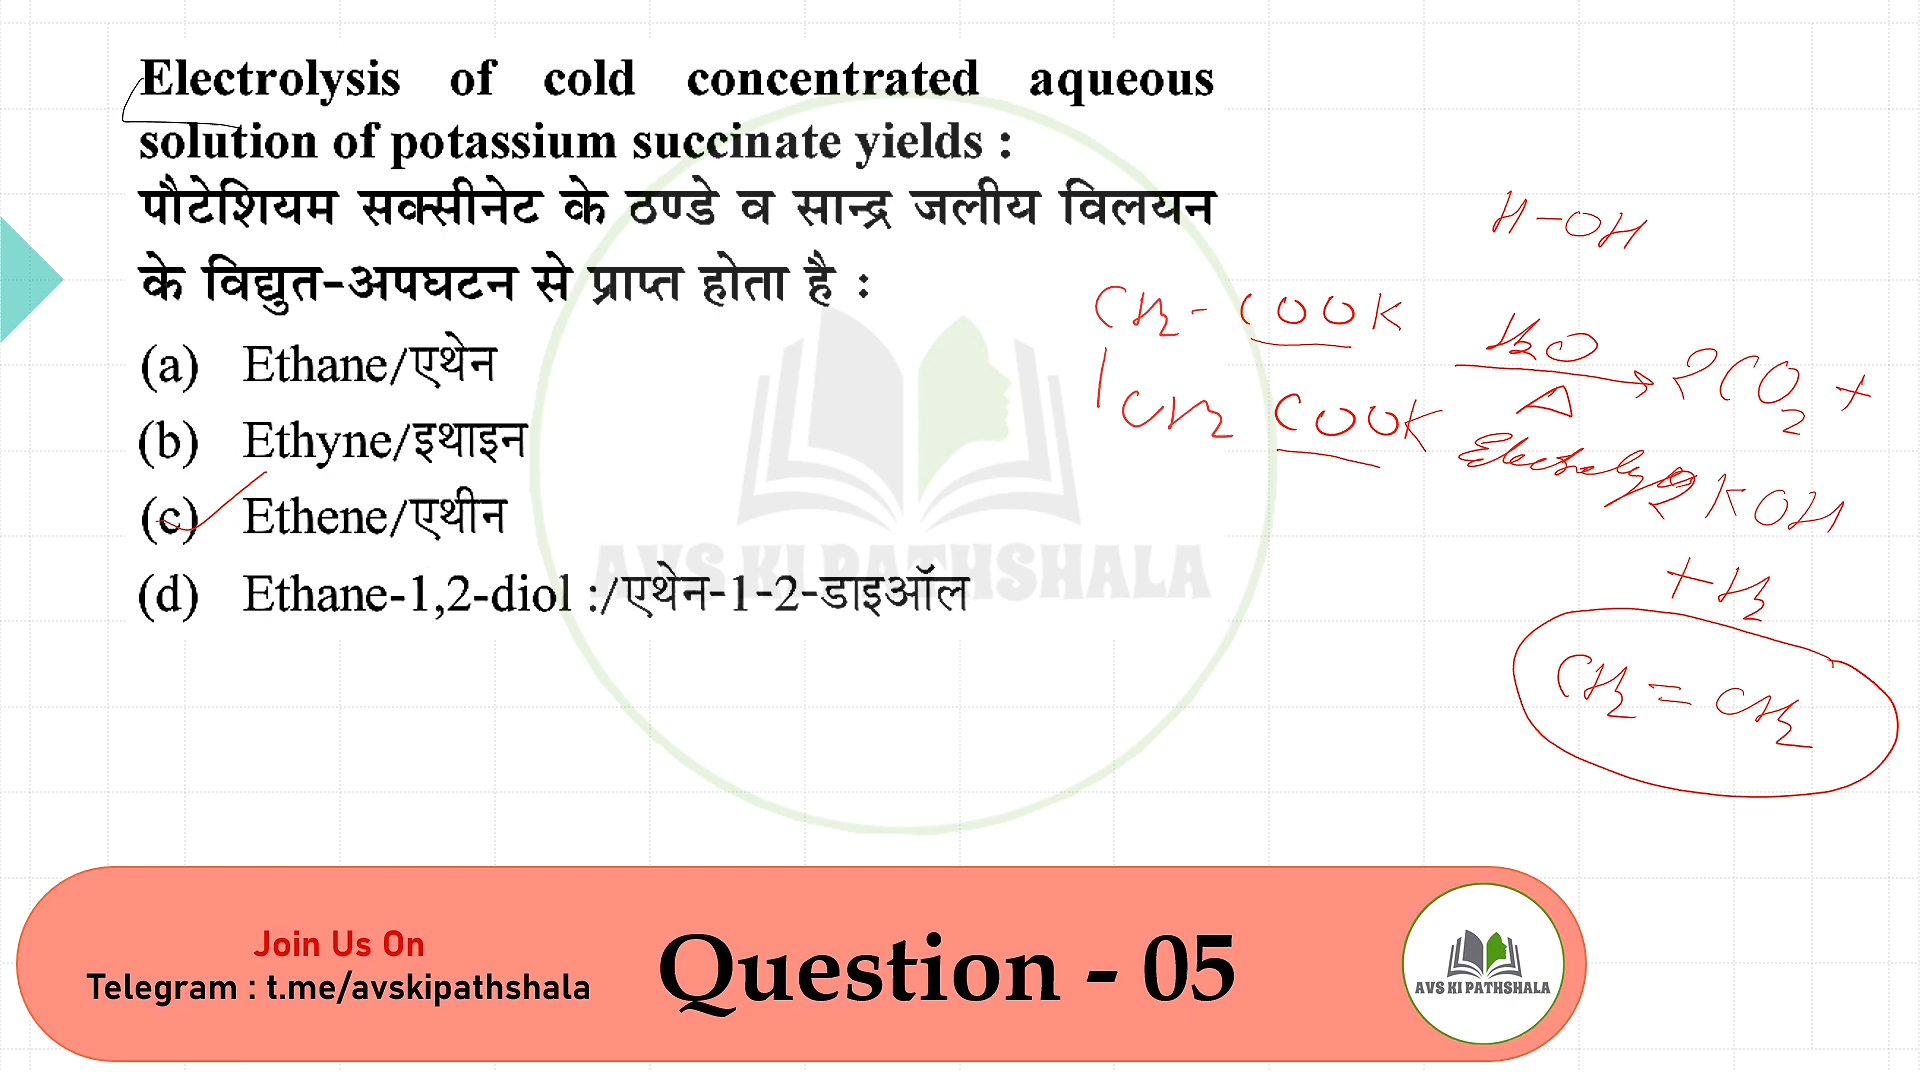 Electrolysis of cold concentrated aqueous
solution of potassium succinate yields :
पौटेशियम सक्सीनेट के ठण्डे व सान्द्र जलीय विलयन
के विद्युत-अपघटन से प्राप्त होता है :
(a) Ethane/एथेन
(b) Ethyne/इथाइन
(c) Ethene/एथीन
(d) Ethane-1,2-diol :/एथेन-1-2-डाइऑल
H-OH
CH2- COOK
|
CH2 COOK
H2O
Δ
2CO2 +
2KOH
+H2
CH2=CH2
AVS KI PATHSHALA
Join Us On
Telegram : t.me/avskipathshala
Question - 05
AVS KI PATHSHALA